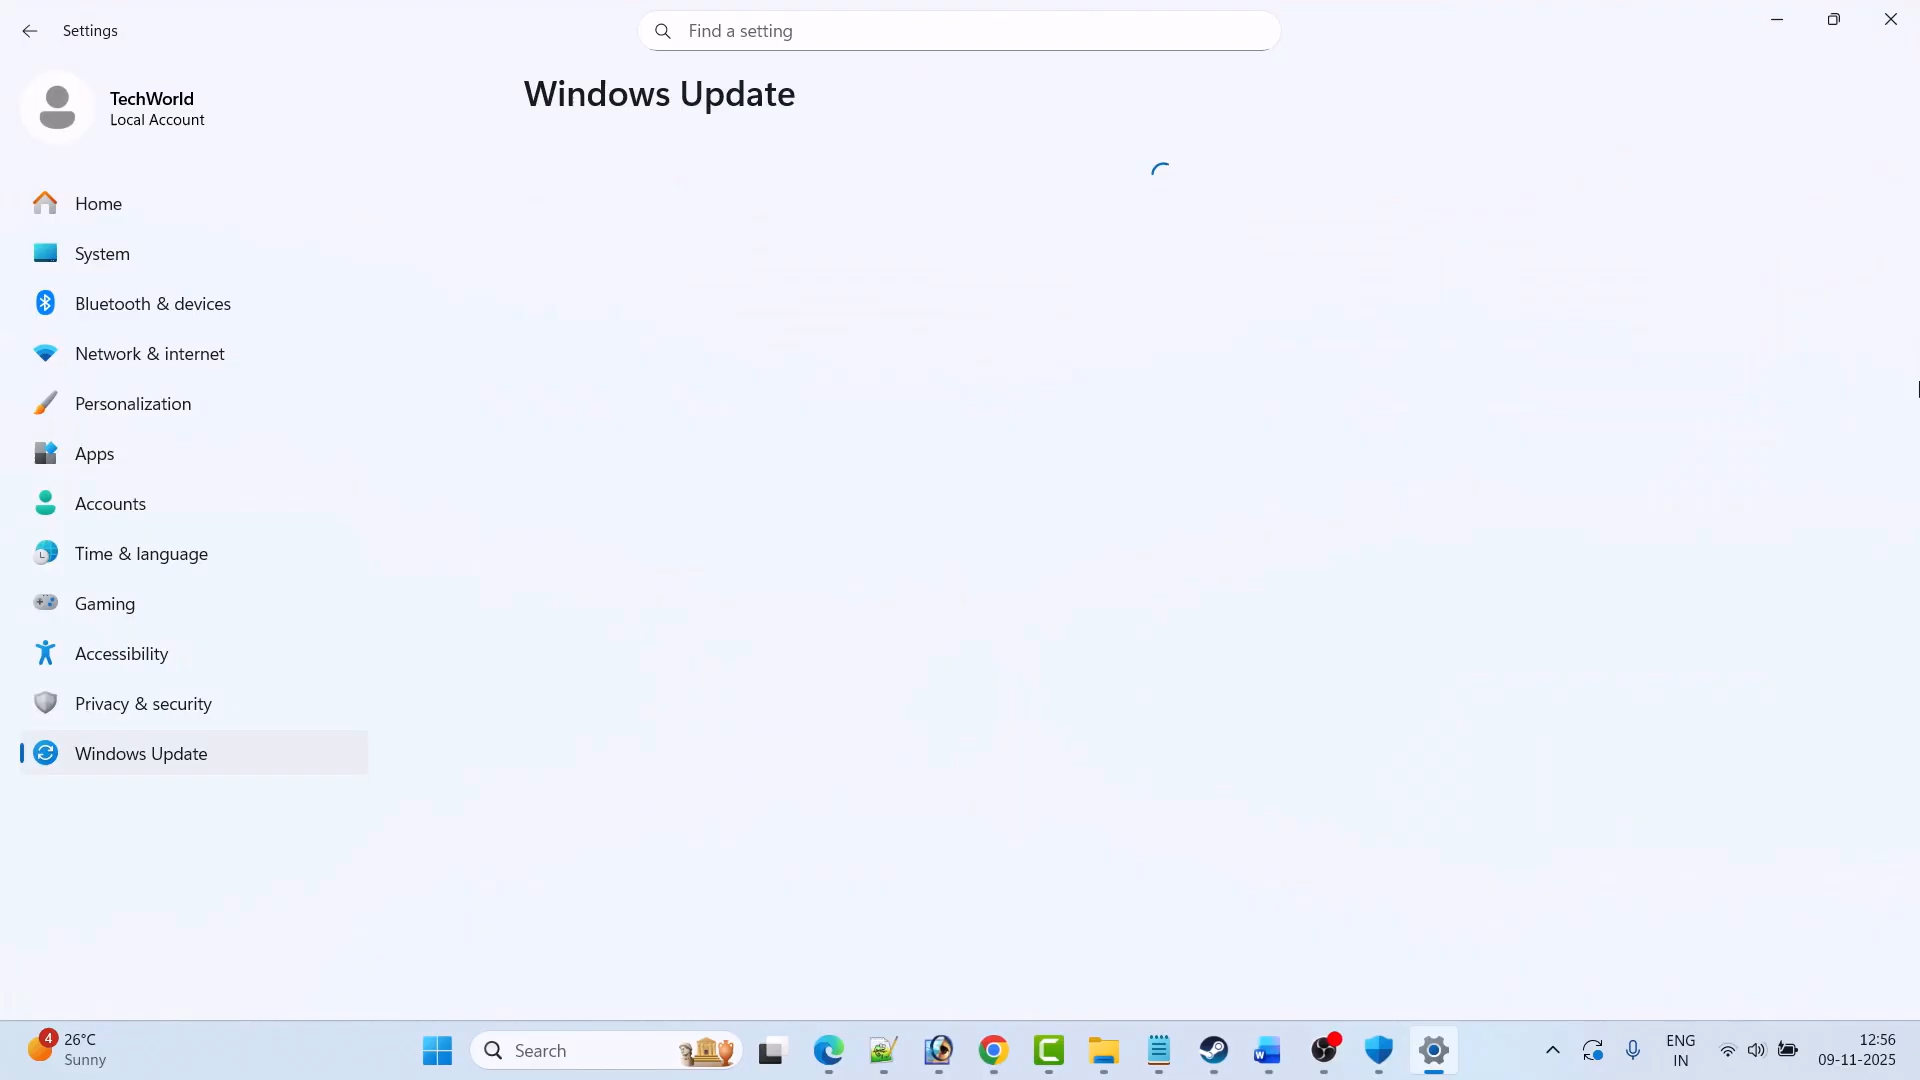 Settings
Find a setting
TechWorld
Local Account
Windows Update
Home
System
Bluetooth & devices
Network & internet
Personalization
Apps
Accounts
Time & language
Gaming
Accessibility
Privacy & security
Windows Update
4
26°C
Sunny
Search
ENG
IN
12:56
09-11-2025